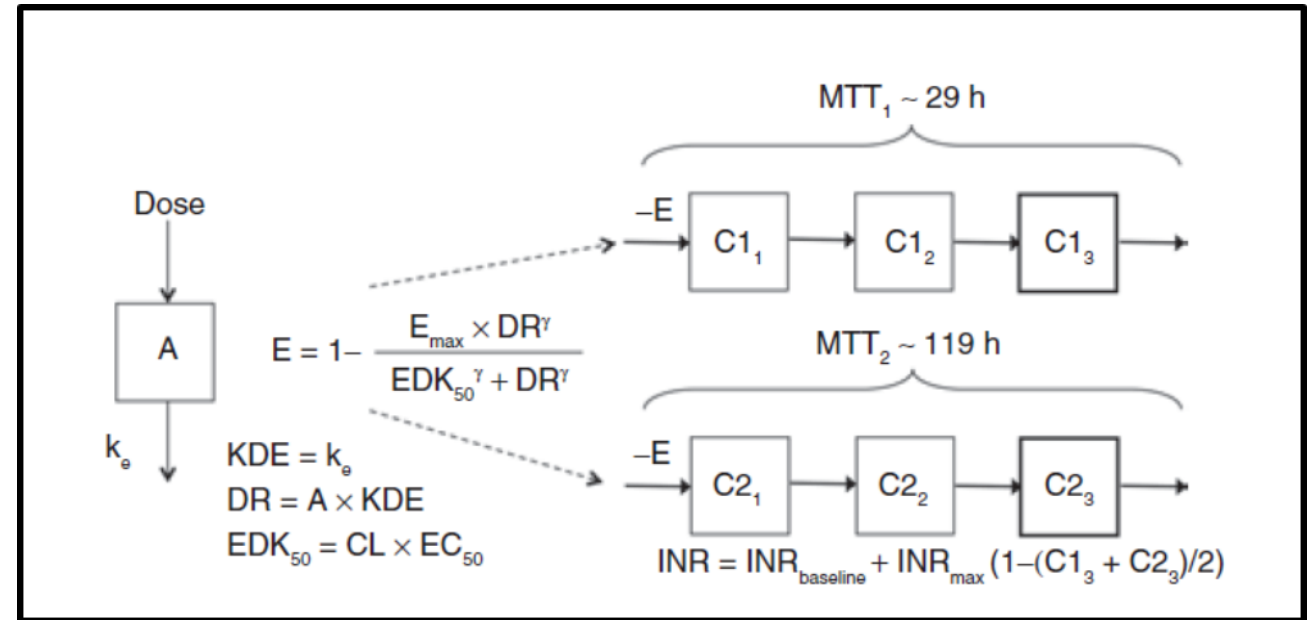 MTT₁ ~ 29 h
Dose
–E
C1₁
C1₂
C1₃
A
E = 1– Emax × DRᵞ / EDK₅₀ᵞ + DRᵞ
MTT₂ ~ 119 h
kₑ
KDE = kₑ
DR = A × KDE
EDK₅₀ = CL × EC₅₀
–E
C2₁
C2₂
C2₃
INR = INRbaseline + INRmax (1–(C1₃ + C2₃)/2)